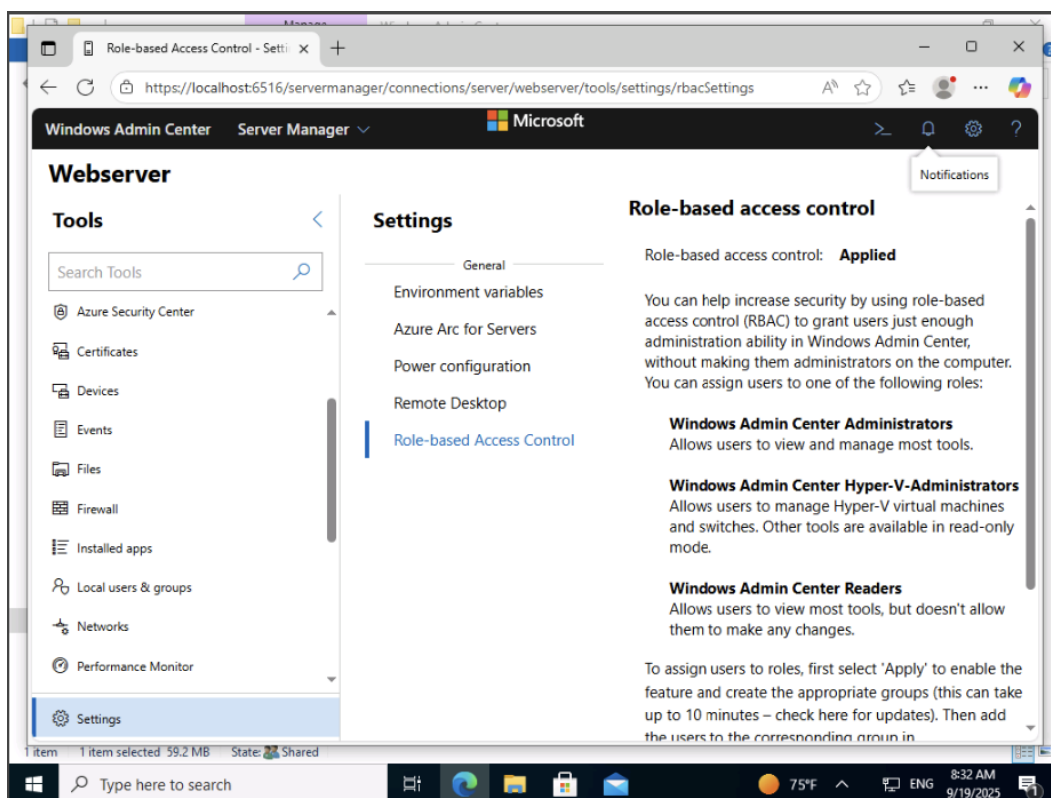 Manage
Role-based Access Control - Setti
https://localhost:6516/servermanager/connections/server/webserver/tools/settings/rbacSettings
Windows Admin Center
Server Manager
Microsoft
Notifications
Webserver
Tools
Search Tools
Azure Security Center
Certificates
Devices
Events
Files
Firewall
Installed apps
Local users & groups
Networks
Performance Monitor
Settings
Settings
General
Environment variables
Azure Arc for Servers
Power configuration
Remote Desktop
Role-based Access Control
Role-based access control
Role-based access control: Applied
You can help increase security by using role-based
access control (RBAC) to grant users just enough
administration ability in Windows Admin Center,
without making them administrators on the computer.
You can assign users to one of the following roles:
Windows Admin Center Administrators
Allows users to view and manage most tools.
Windows Admin Center Hyper-V-Administrators
Allows users to manage Hyper-V virtual machines
and switches. Other tools are available in read-only
mode.
Windows Admin Center Readers
Allows users to view most tools, but doesn't allow
them to make any changes.
To assign users to roles, first select 'Apply' to enable the
feature and create the appropriate groups (this can take
up to 10 minutes – check here for updates). Then add
the users to the corresponding group in
1 item 1 item selected 59.2 MB State: Shared
Type here to search
75°F
ENG
8:32 AM
9/19/2025
1